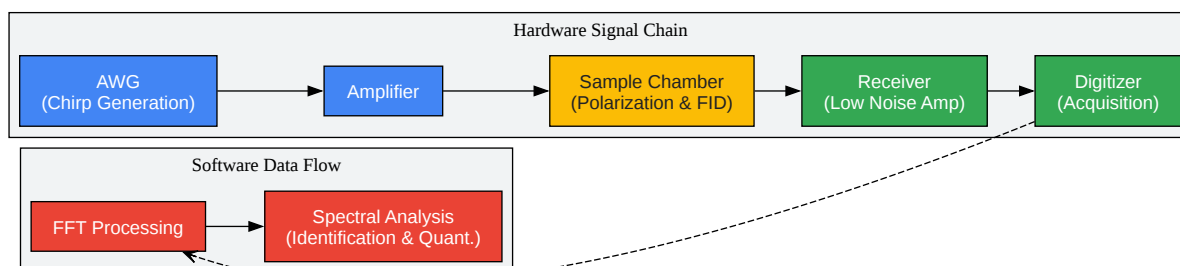 Hardware Signal Chain
AWG
(Chirp Generation)
Amplifier
Sample Chamber
(Polarization & FID)
Receiver
(Low Noise Amp)
Digitizer
(Acquisition)
Software Data Flow
FFT Processing
Spectral Analysis
(Identification & Quant.)